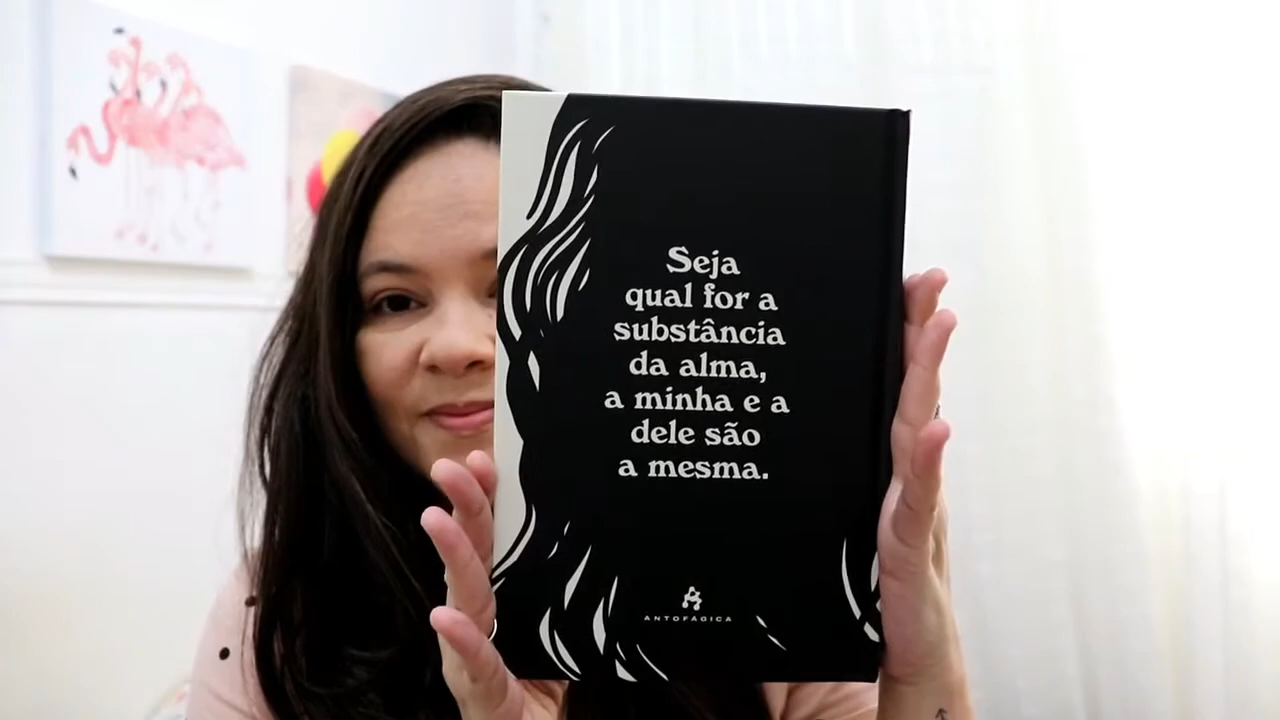 Seja
qual for a
substância
da alma,
a minha e a
dele são
a mesma.
ANTOFÁGICA